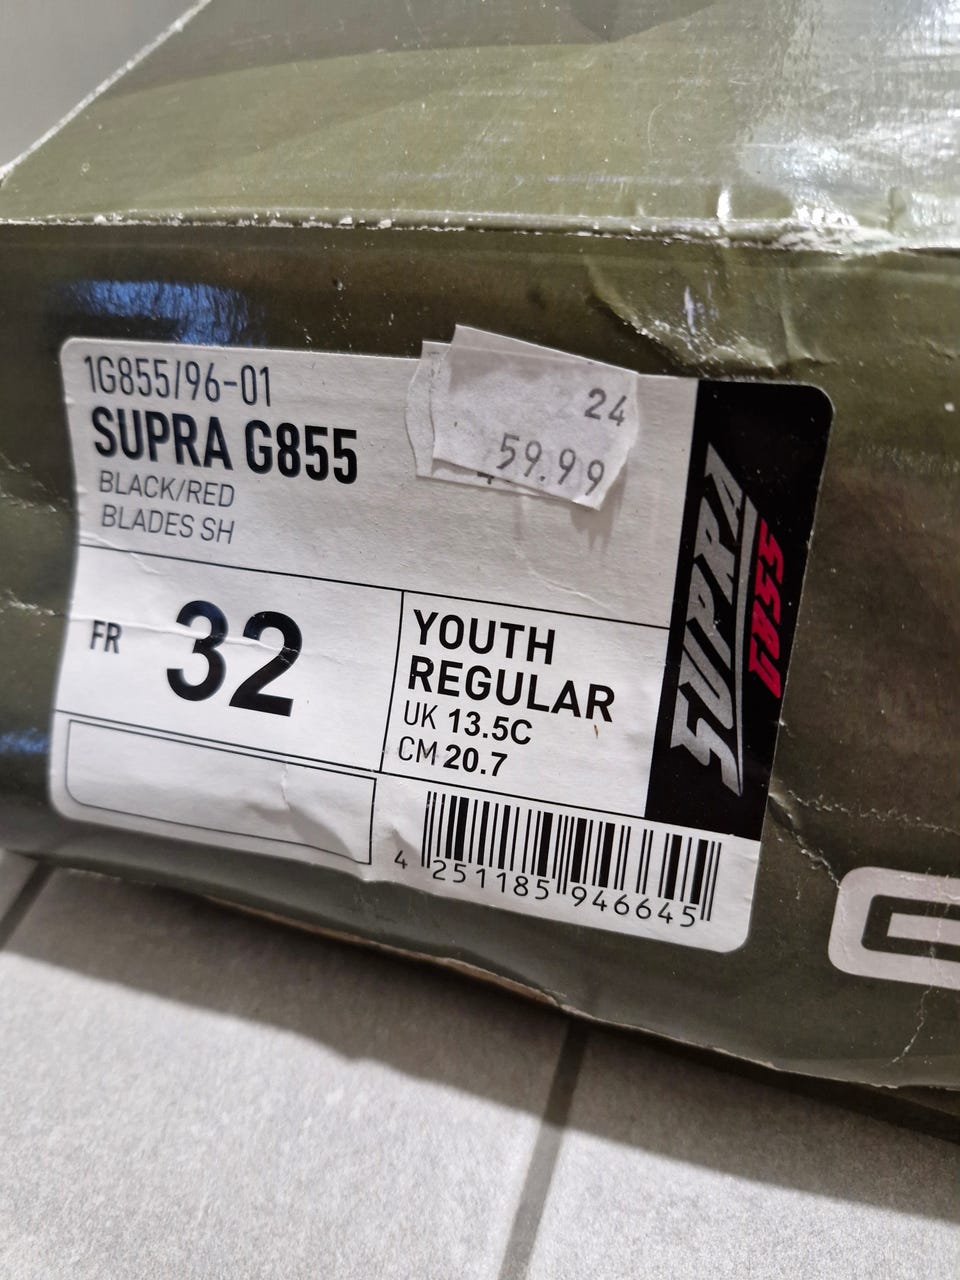 1G855/96-01
SUPRA G855
BLACK/RED
BLADES SH
24
59.99
FR 32
YOUTH
REGULAR
UK 13.5C
CM 20.7
4 251185 946645
SUPRA
G855